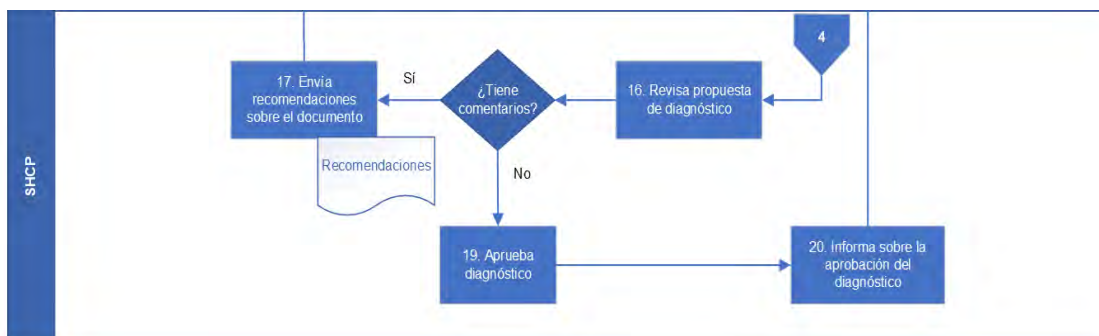 SHCP
4
16. Revisa propuesta
de diagnóstico
¿Tiene
comentarios?
Sí
17. Envía
recomendaciones
sobre el documento
Recomendaciones
No
19. Aprueba
diagnóstico
20. Informa sobre la
aprobación del
diagnóstico